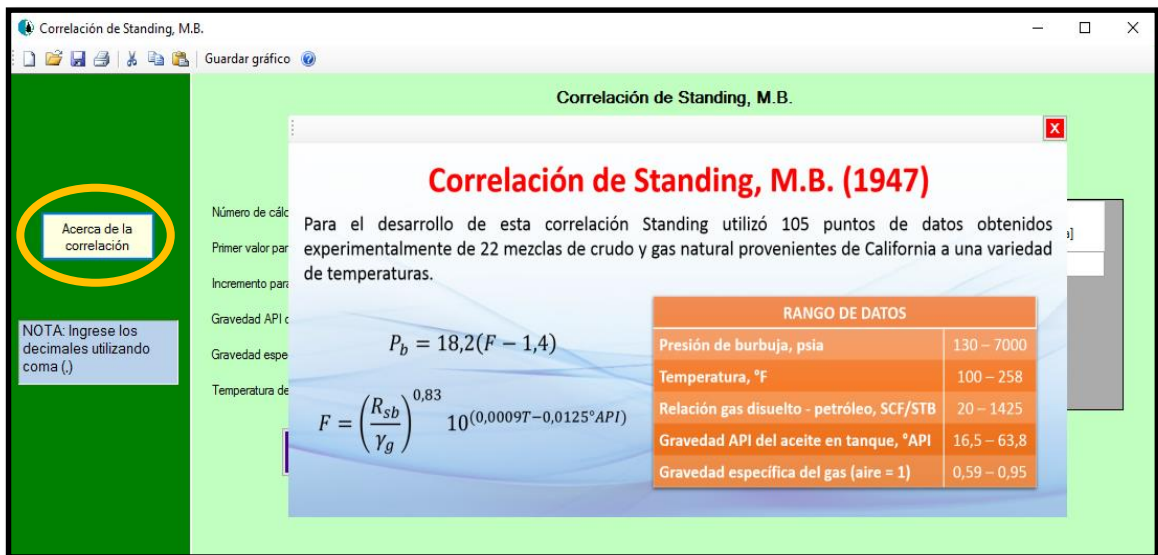 Correlación de Standing, M.B.
Guardar gráfico
Correlación de Standing, M.B.
X
Acerca de la
correlación
NOTA: Ingrese los
decimales utilizando
coma (,)
Número de cálc
Primer valor par
Incremento para
Gravedad API d
Gravedad espe
Temperatura de
a]
Correlación de Standing, M.B. (1947)
Para el desarrollo de esta correlación Standing utilizó 105 puntos de datos obtenidos
experimentalmente de 22 mezclas de crudo y gas natural provenientes de California a una variedad
de temperaturas.
P_b = 18,2(F − 1,4)
F = (R_sb / γ_g)^0,83 10^(0,0009T−0,0125°API)
RANGO DE DATOS
Presión de burbuja, psia 130 – 7000
Temperatura, °F 100 – 258
Relación gas disuelto - petróleo, SCF/STB 20 – 1425
Gravedad API del aceite en tanque, °API 16,5 – 63,8
Gravedad específica del gas (aire = 1) 0,59 – 0,95